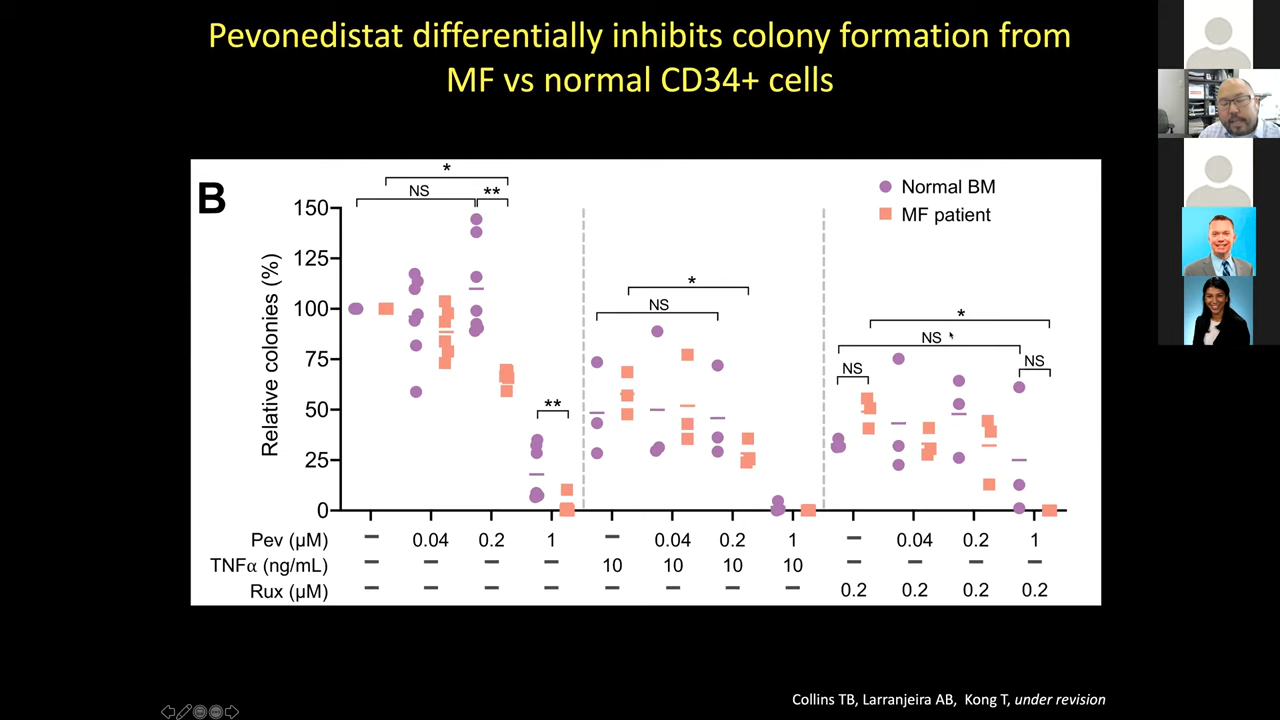 Pevonedistat differentially inhibits colony formation from
MF vs normal CD34+ cells
B
Normal BM
MF patient
* NS **
** 
* NS
* NS NS NS
Relative colonies (%)
150
125
100
75
50
25
0
Pev (μM) – 0.04 0.2 1 – 0.04 0.2 1 – 0.04 0.2 1
TNFα (ng/mL) – – – – 10 10 10 10 – – – –
Rux (μM) – – – – – – – – 0.2 0.2 0.2 0.2
Collins TB, Larranjeira AB, Kong T, under revision